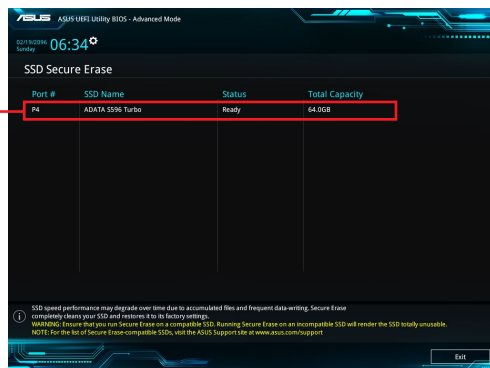 ASUS ASUS UEFI Utility BIOS - Advanced Mode
02/19/2096 06:34
Sunday
SSD Secure Erase
Port # SSD Name Status Total Capacity
P4 ADATA S596 Turbo Ready 64.0GB
SSD speed performance may degrade over time due to accumulated files and frequent data-writing. Secure Erase
completely cleans your SSD and restores it to its factory settings.
WARNING: Ensure that you run Secure Erase on a compatible SSD. Running Secure Erase on an incompatible SSD will render the SSD totally unusable.
NOTE: For the list of Secure Erase-compatible SSDs, visit the ASUS Support site at www.asus.com/support
Exit